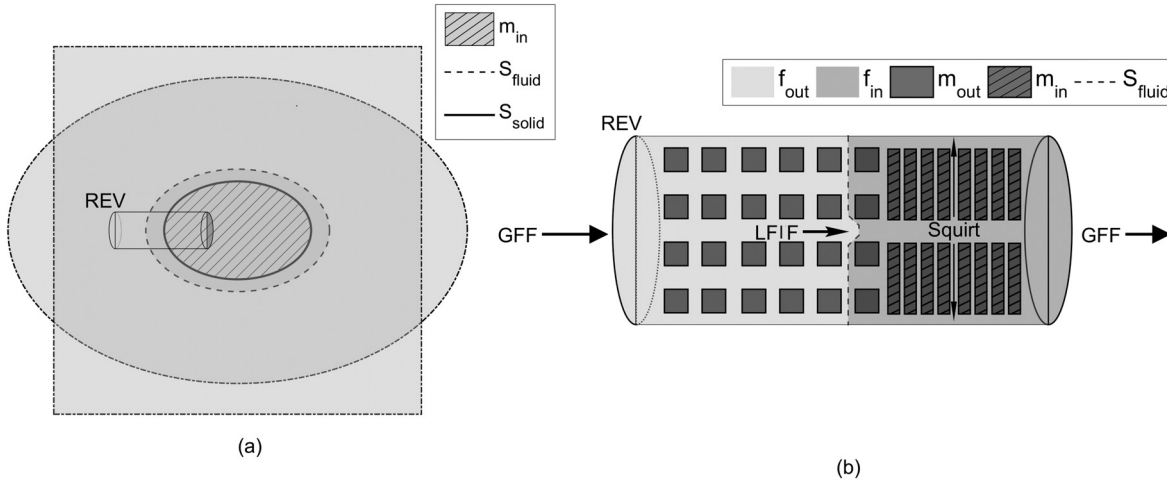 m_in
S_fluid
S_solid
REV
(a)
f_out f_in m_out m_in S_fluid
REV
GFF
LFIF
Squirt
GFF
(b)